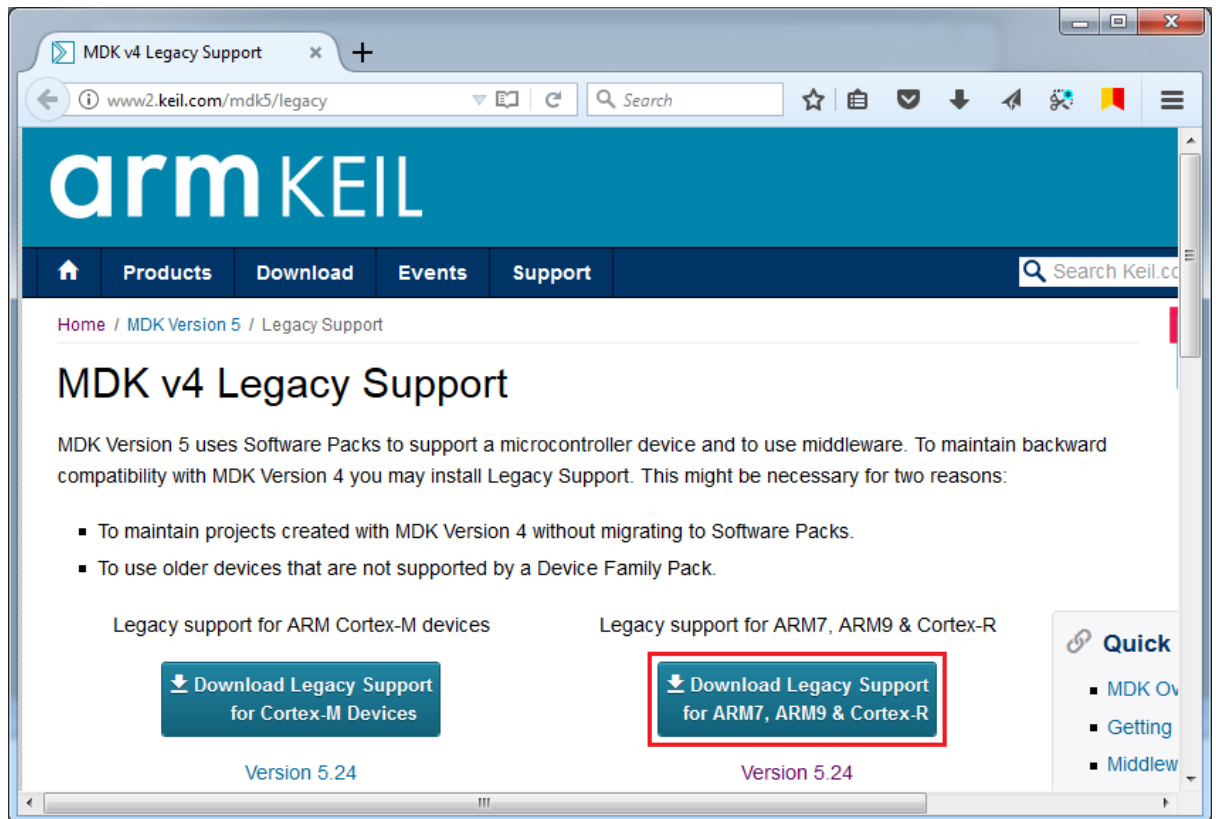 MDK v4 Legacy Support
www2.keil.com/mdk5/legacy
Search
arm KEIL
Products Download Events Support
Search Keil.co
Home / MDK Version 5 / Legacy Support
MDK v4 Legacy Support
MDK Version 5 uses Software Packs to support a microcontroller device and to use middleware. To maintain backward
compatibility with MDK Version 4 you may install Legacy Support. This might be necessary for two reasons:
To maintain projects created with MDK Version 4 without migrating to Software Packs.
To use older devices that are not supported by a Device Family Pack.
Legacy support for ARM Cortex-M devices
Download Legacy Support
for Cortex-M Devices
Version 5.24
Legacy support for ARM7, ARM9 & Cortex-R
Download Legacy Support
for ARM7, ARM9 & Cortex-R
Version 5.24
Quick
MDK Ov
Getting
Middlew